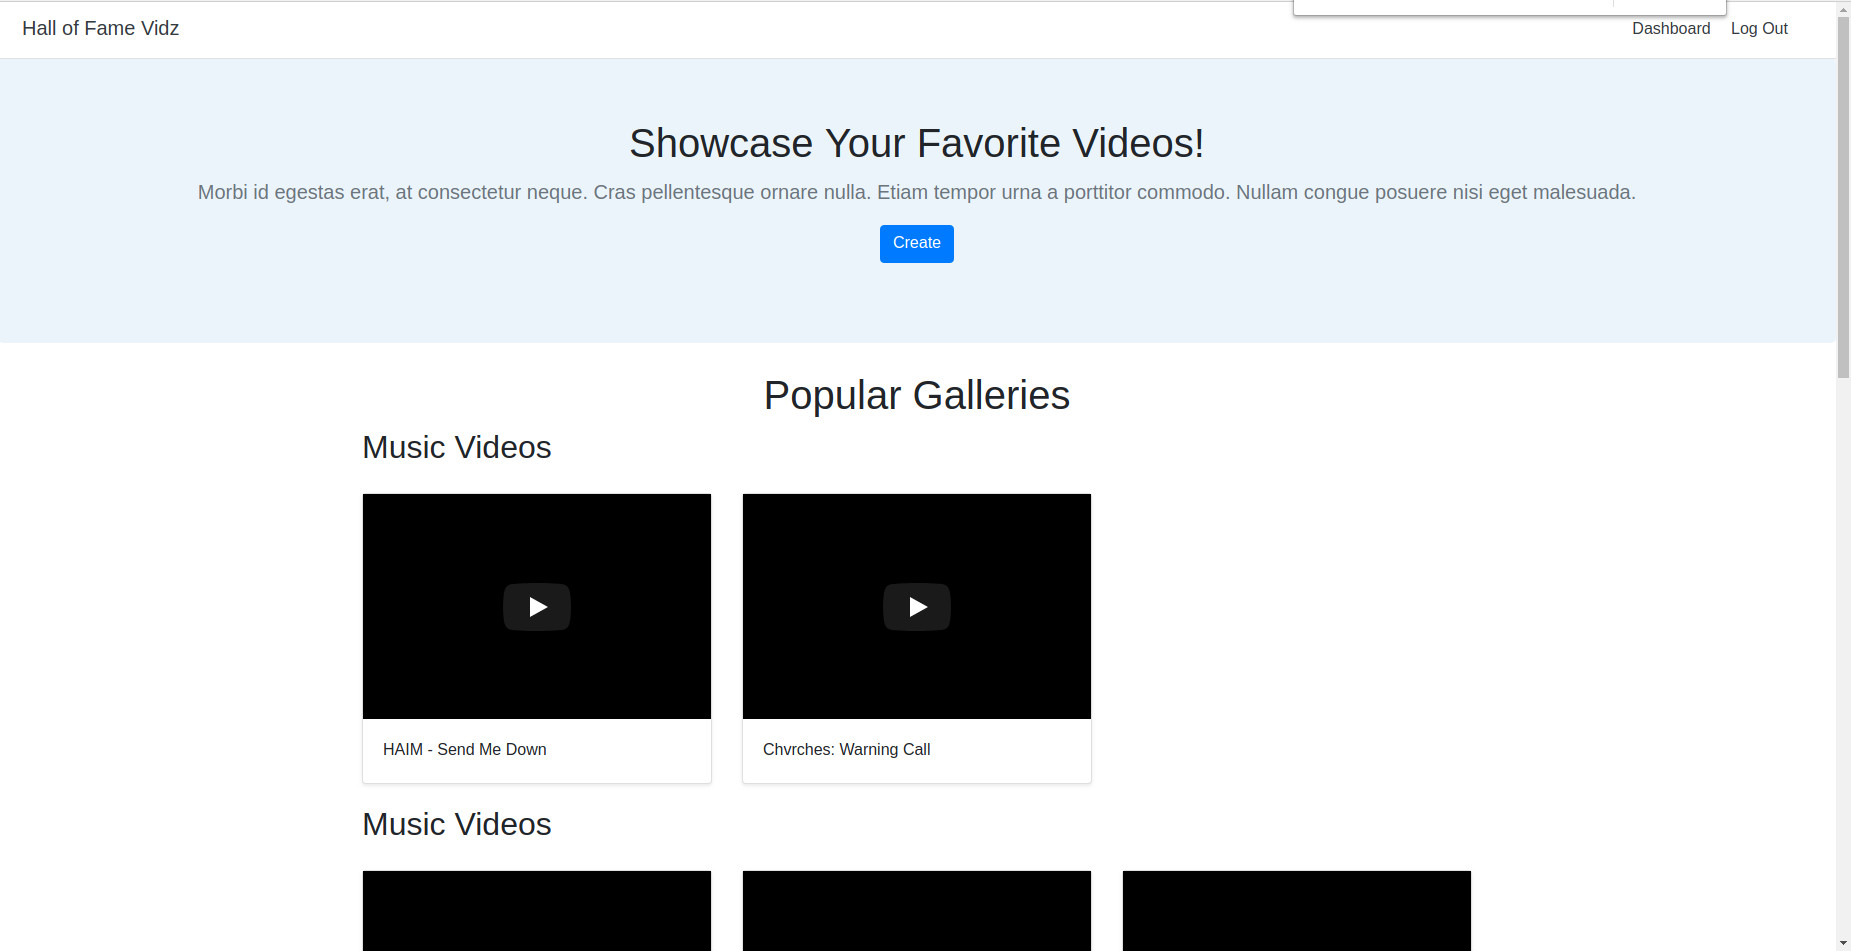 Hall of Fame Vidz
Dashboard Log Out
Showcase Your Favorite Videos!
Morbi id egestas erat, at consectetur neque. Cras pellentesque ornare nulla. Etiam tempor urna a porttitor commodo. Nullam congue posuere nisi eget malesuada.
Create
Popular Galleries
Music Videos
HAIM - Send Me Down
Chvrches: Warning Call
Music Videos